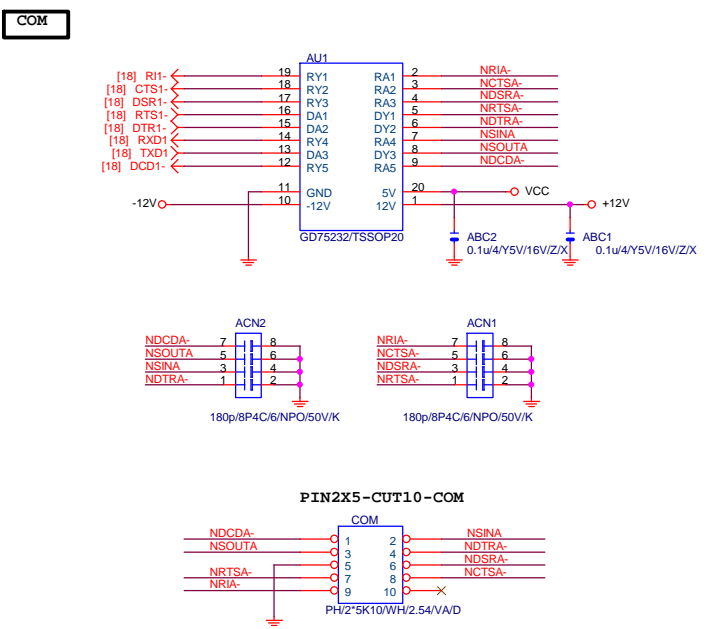 COM
AU1
[18] RI1- 19 RY1 RA1 2 NRIA-
[18] CTS1- 18 RY2 RA2 3 NCTSA-
[18] DSR1- 17 RY3 RA3 4 NDSRA-
[18] RTS1- 16 DA1 DY1 5 NRTSA-
[18] DTR1- 15 DA2 DY2 6 NDTRA-
[18] RXD1 14 RY4 RA4 7 NSINA
[18] TXD1 13 DA3 DY3 8 NSOUTA
[18] DCD1- 12 RY5 RA5 9 NDCDA-
11 GND 5V 20 VCC
-12V 10 -12V 12V 1 +12V
GD75232/TSSOP20
ABC2 ABC1
0.1u/4/Y5V/16V/Z/X 0.1u/4/Y5V/16V/Z/X
ACN2 ACN1
NDCDA- 7 8 NRIA- 7 8
NSOUTA 5 6 NCTSA- 5 6
NSINA 3 4 NDSRA- 3 4
NDTRA- 1 2 NRTSA- 1 2
180p/8P4C/6/NPO/50V/K 180p/8P4C/6/NPO/50V/K
PIN2X5-CUT10-COM
COM
NDCDA- 1 2 NSINA
NSOUTA 3 4 NDTRA-
5 6 NDSRA-
NRTSA- 7 8 NCTSA-
NRIA- 9 10
PH/2*5K10/WH/2.54/VA/D